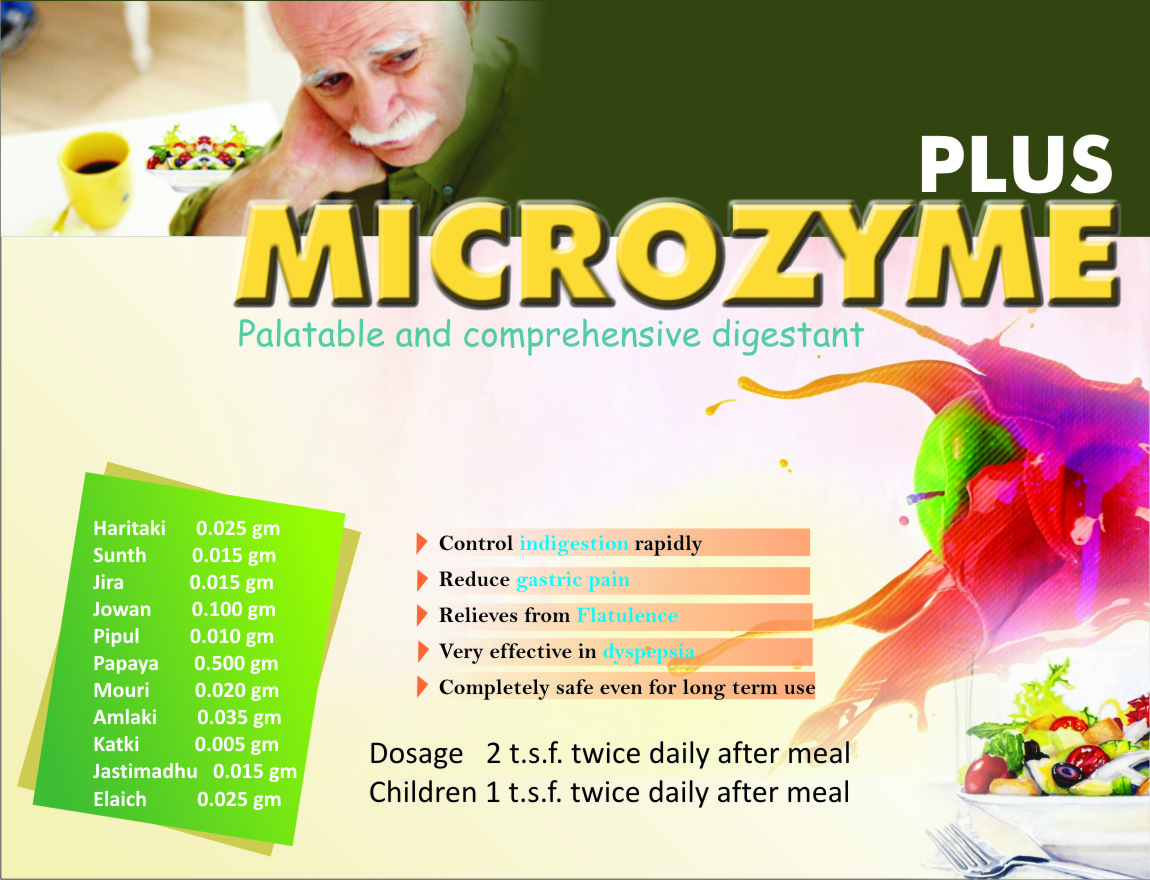 PLUS
MICROZYME
Palatable and comprehensive digestant
Haritaki 0.025 gm
Sunth 0.015 gm
Jira 0.015 gm
Jowan 0.100 gm
Pipul 0.010 gm
Papaya 0.500 gm
Mouri 0.020 gm
Amlaki 0.035 gm
Katki 0.005 gm
Jastimadhu 0.015 gm
Elaich 0.025 gm
Control indigestion rapidly
Reduce gastric pain
Relieves from Flatulence
Very effective in dyspepsia
Completely safe even for long term use
Dosage 2 t.s.f. twice daily after meal
Children 1 t.s.f. twice daily after meal